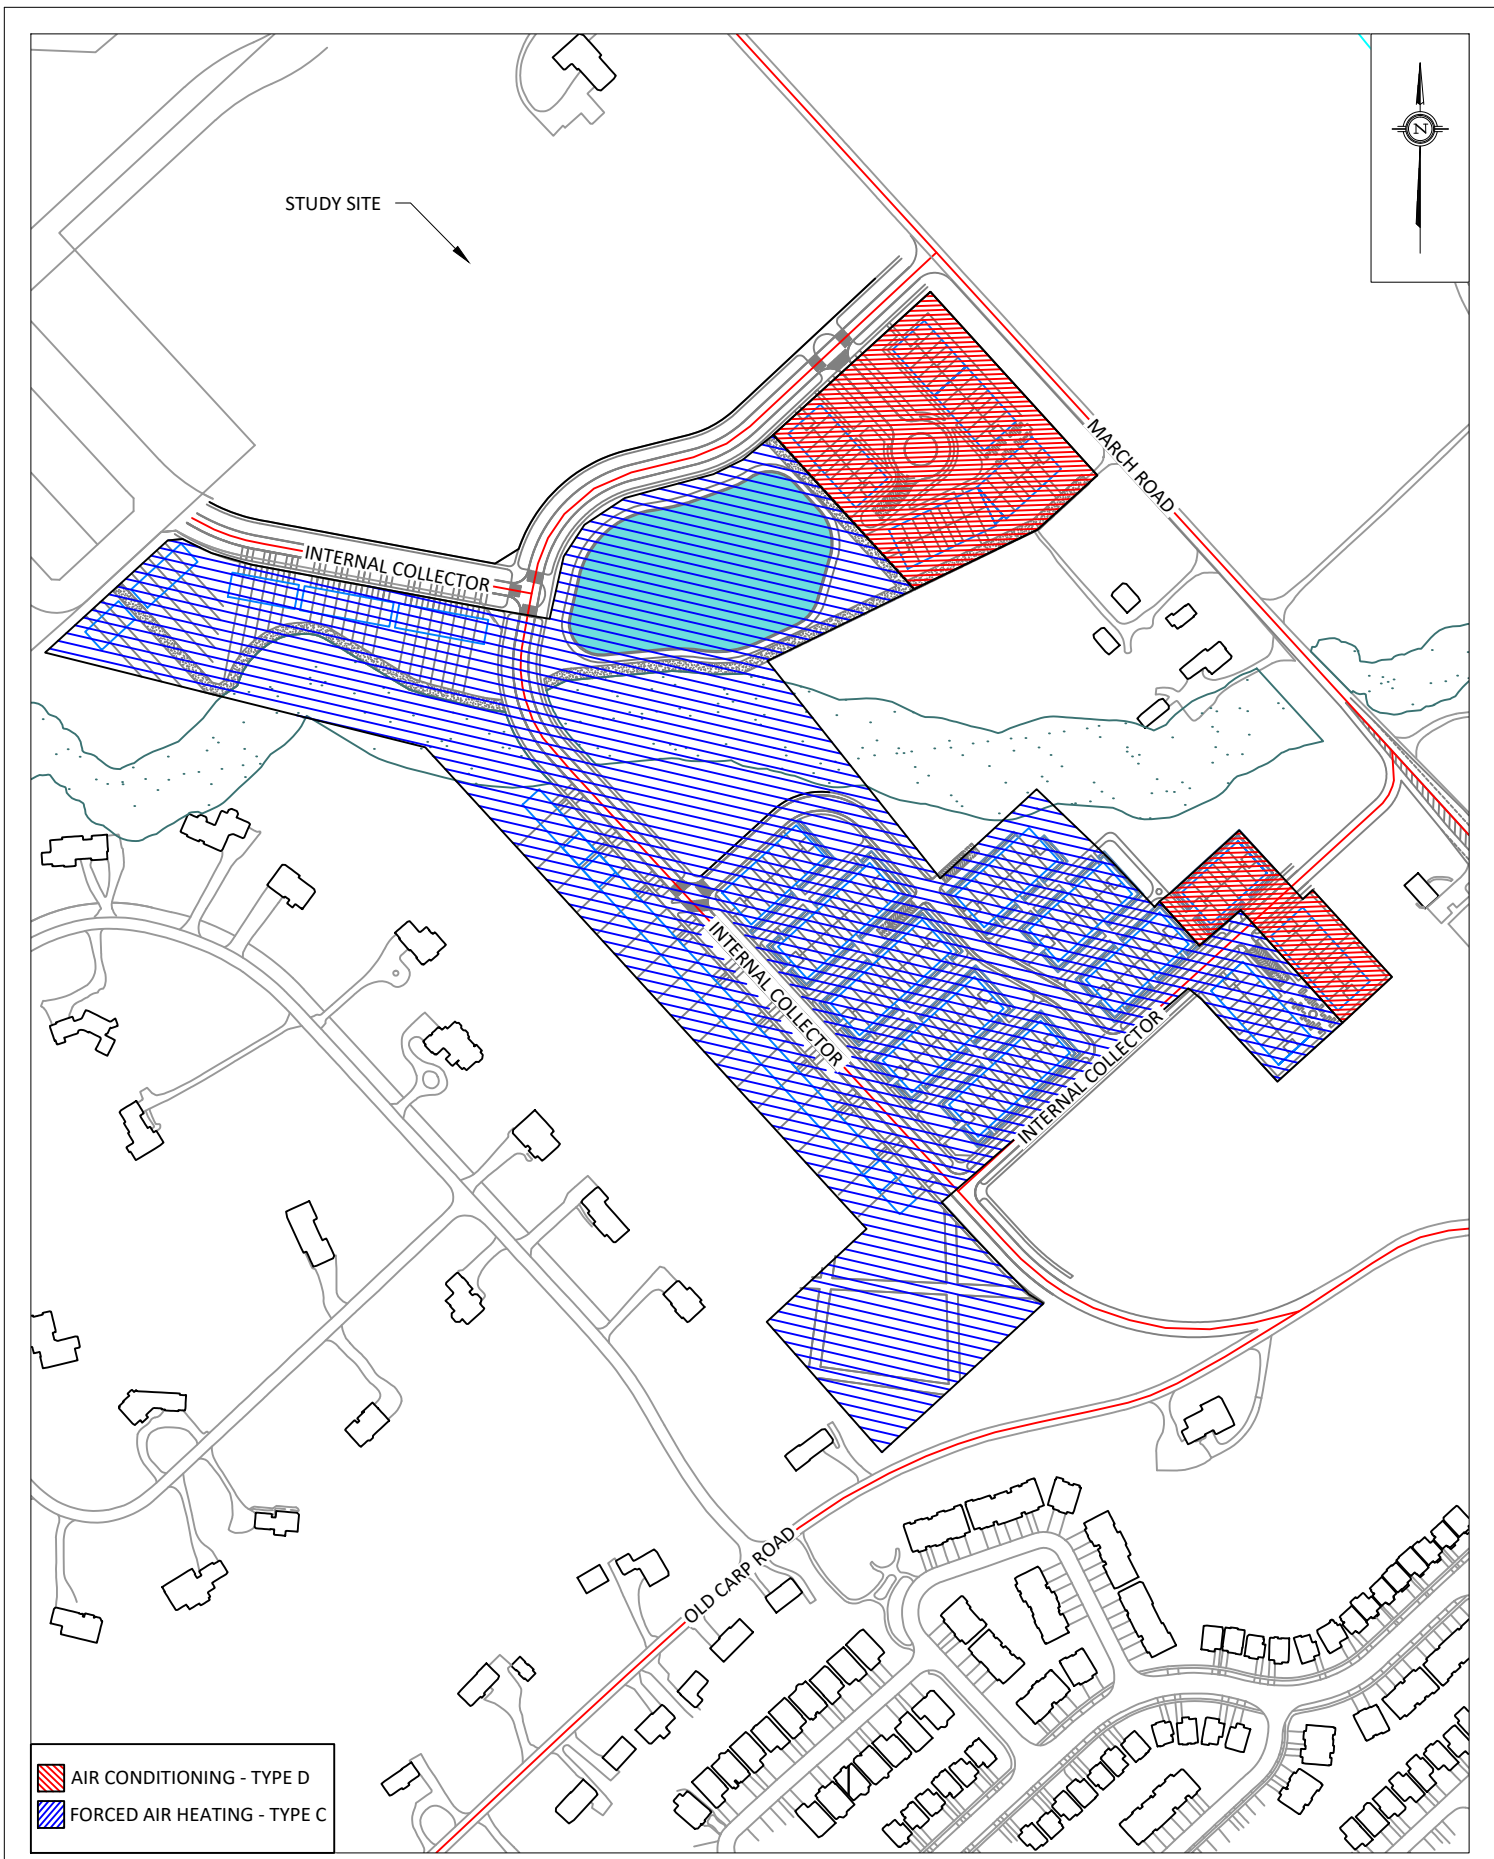 N
STUDY SITE
MARCH ROAD
INTERNAL COLLECTOR
INTERNAL COLLECTOR
INTERNAL COLLECTOR
OLD CARP ROAD
AIR CONDITIONING - TYPE D
FORCED AIR HEATING - TYPE C